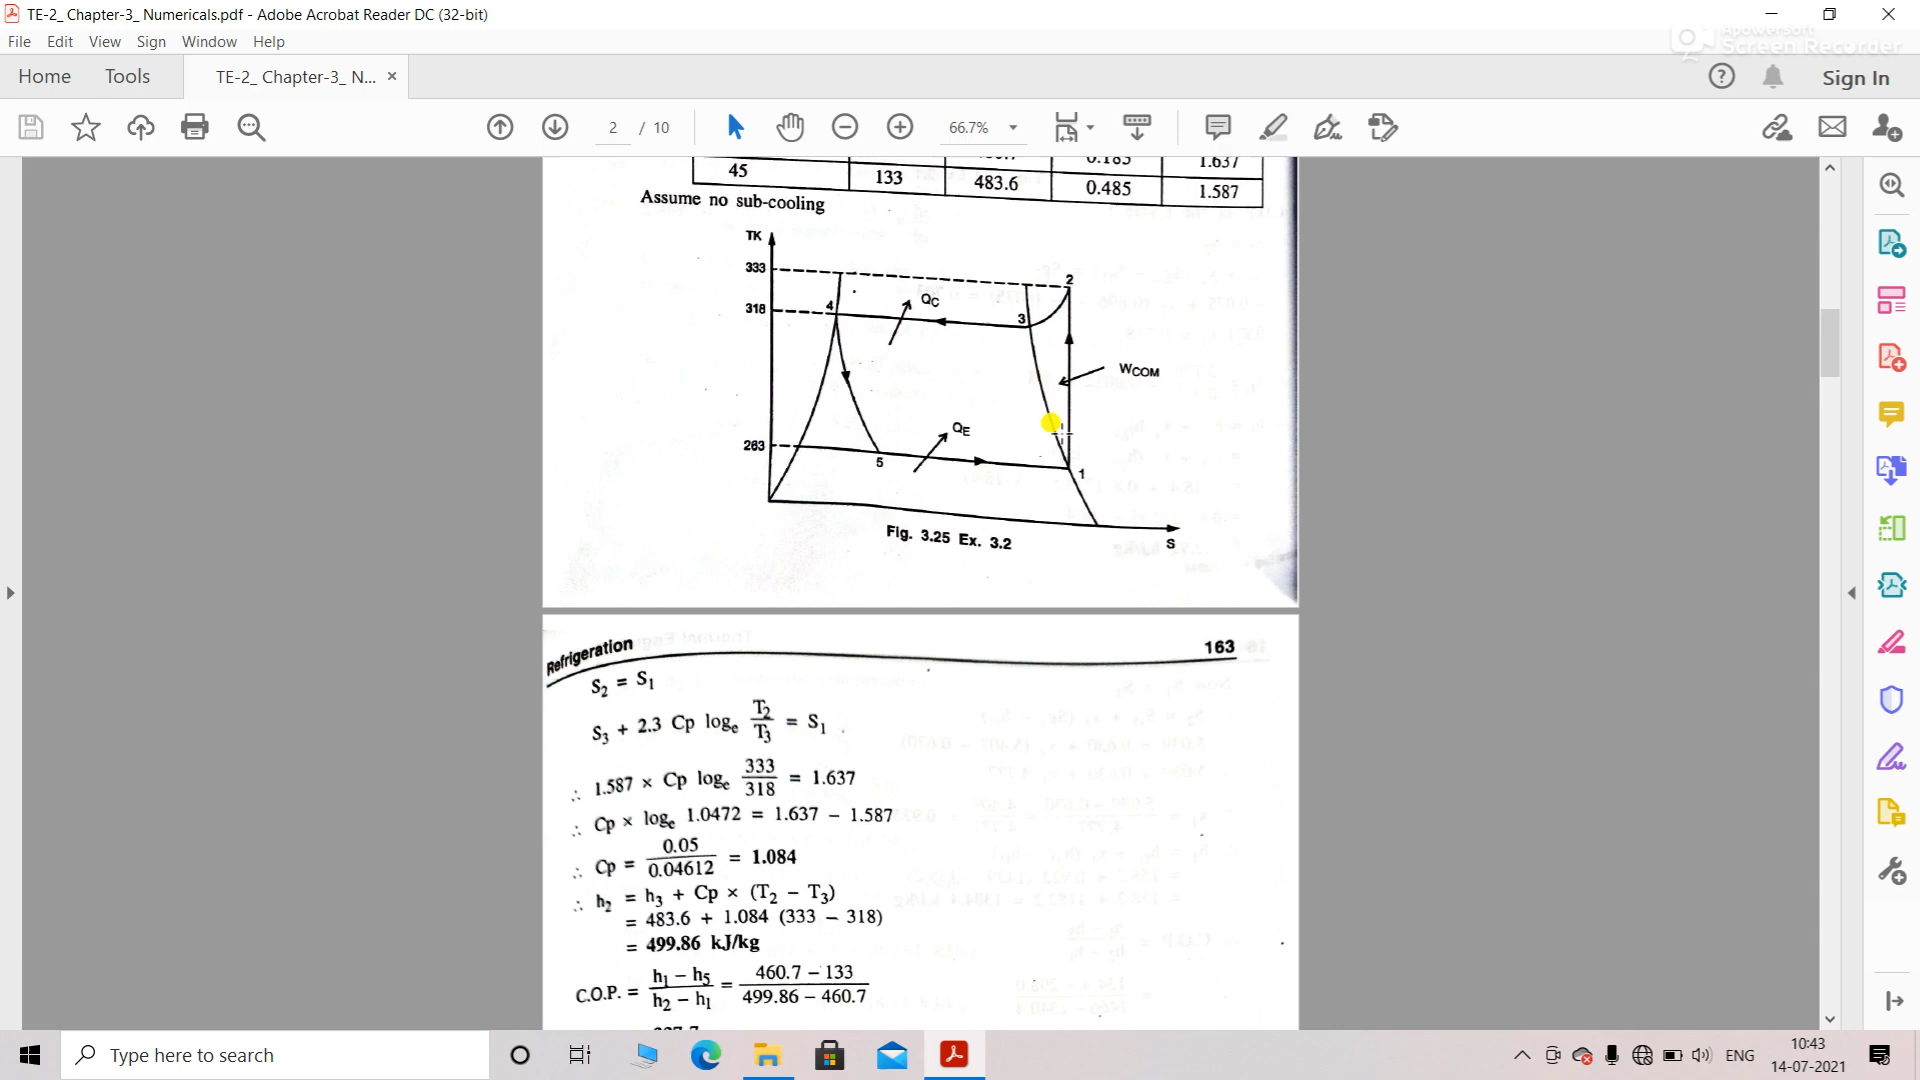 TE-2_ Chapter-3_ Numericals.pdf - Adobe Acrobat Reader DC (32-bit)
File Edit View Sign Window Help
Apowersoft
Screen Recorder
Home Tools TE-2_ Chapter-3_ N... × Sign In
2 / 10 66.7%
0.183 1.637
45 133 483.6 0.485 1.587
Assume no sub-cooling
TK
333
2
QC
318
4
3
WCOM
QE
263
5
1
S
Fig. 3.25 Ex. 3.2
Refrigeration 163
S2 = S1
S3 + 2.3 Cp loge T2/T3 = S1
∴ 1.587 × Cp loge 333/318 = 1.637
∴ Cp × loge 1.0472 = 1.637 – 1.587
∴ Cp = 0.05/0.04612 = 1.084
∴ h2 = h3 + Cp × (T2 – T3)
= 483.6 + 1.084 (333 – 318)
= 499.86 kJ/kg
C.O.P. = h1 – h5/h2 – h1 = 460.7 – 133/499.86 – 460.7
Type here to search
ENG
10:43
14-07-2021